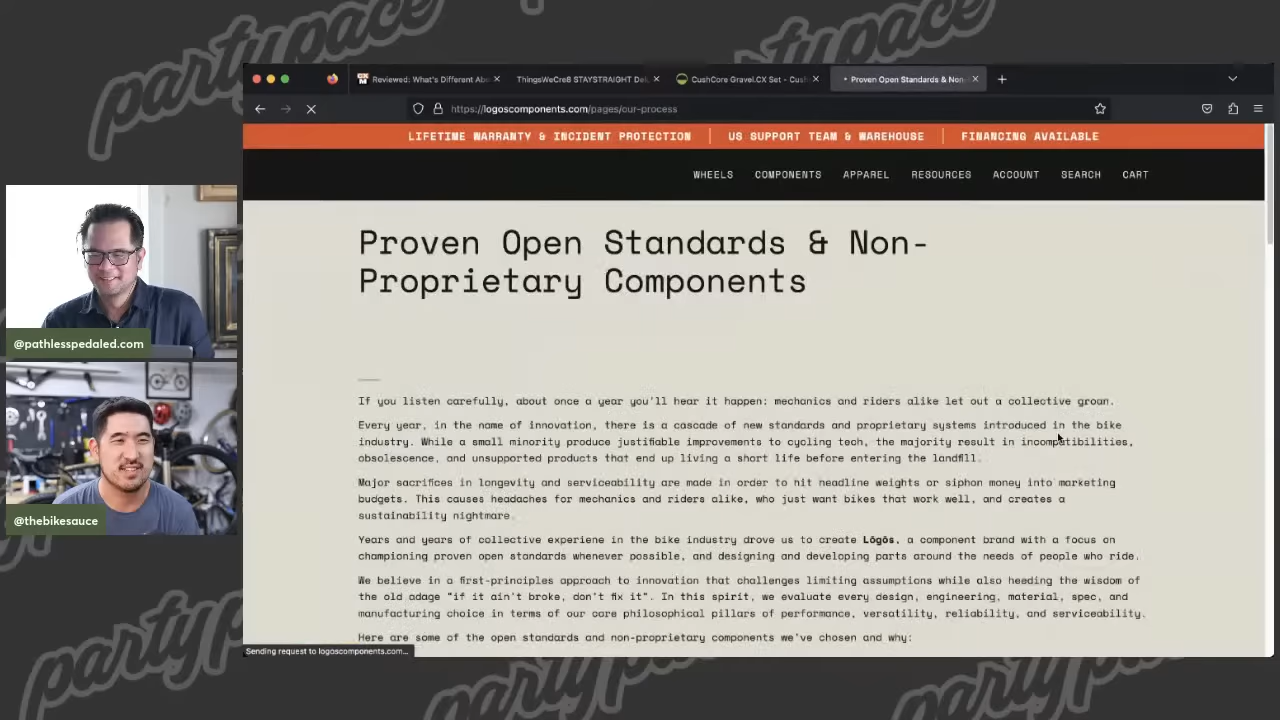 partypace
Reviewed: What's Different Abo
ThingsWeCre8 STAYSTRAIGHT Del
CushCore Gravel.CX Set - Cush
Proven Open Standards & Non-
https://logoscomponents.com/pages/our-process
LIFETIME WARRANTY & INCIDENT PROTECTION
US SUPPORT TEAM & WAREHOUSE
FINANCING AVAILABLE
WHEELS COMPONENTS APPAREL RESOURCES ACCOUNT SEARCH CART
Proven Open Standards & Non-
Proprietary Components
If you listen carefully, about once a year you'll hear it happen: mechanics and riders alike let out a collective groan.
Every year, in the name of innovation, there is a cascade of new standards and proprietary systems introduced in the bike
industry. While a small minority produce justifiable improvements to cycling tech, the majority result in incompatibilities,
obsolescence, and unsupported products that end up living a short life before entering the landfill.
Major sacrifices in longevity and serviceability are made in order to hit headline weights or siphon money into marketing
budgets. This causes headaches for mechanics and riders alike, who just want bikes that work well, and creates a
sustainability nightmare.
Years and years of collective experiene in the bike industry drove us to create Lōgōs, a component brand with a focus on
championing proven open standards whenever possible, and designing and developing parts around the needs of people who ride.
We believe in a first-principles approach to innovation that challenges limiting assumptions while also heeding the wisdom of
the old adage "if it ain't broke, don't fix it". In this spirit, we evaluate every design, engineering, material, spec, and
manufacturing choice in terms of our core philosophical pillars of performance, versatility, reliability, and serviceability.
Here are some of the open standards and non-proprietary components we've chosen and why:
Sending request to logoscomponents.com...
@pathlesspedaled.com
@thebikesauce
partypace
partypace